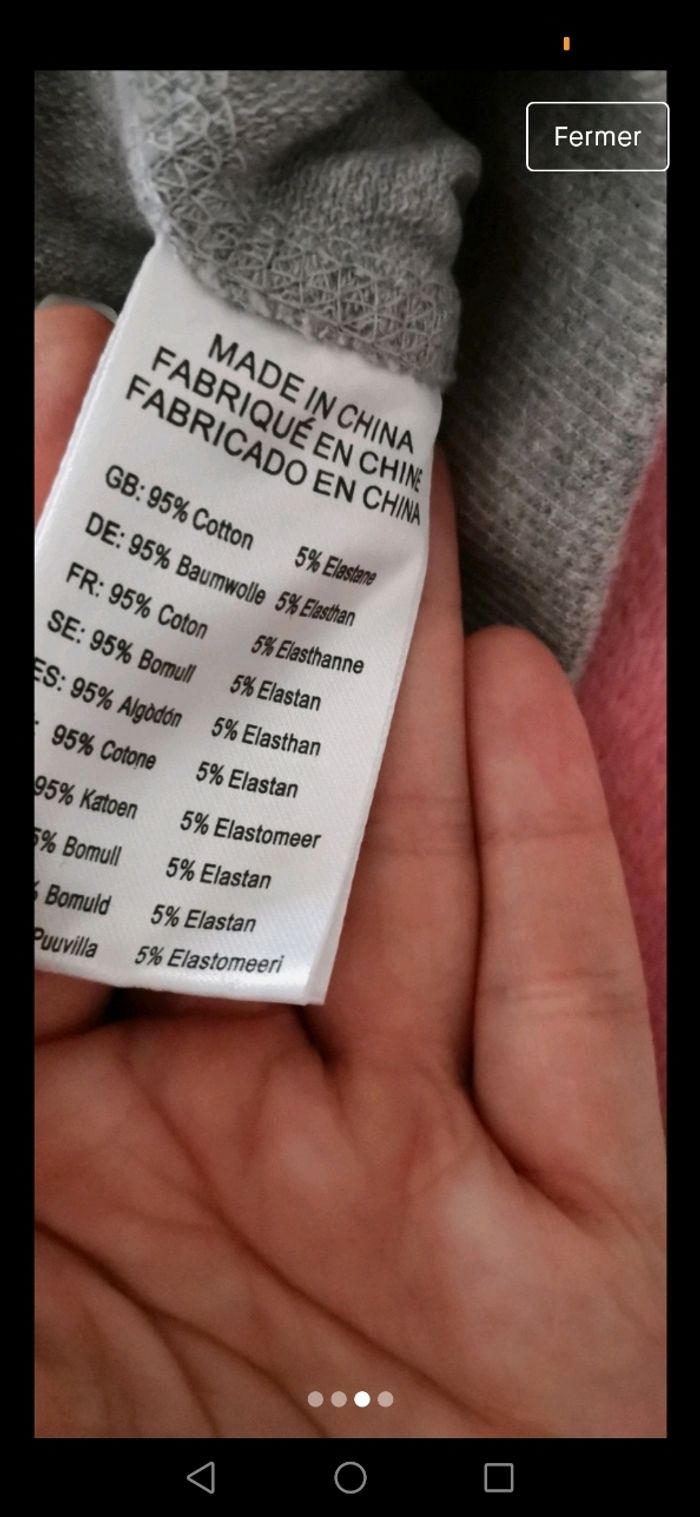 Fermer
MADE IN CHINA
FABRIQUÉ EN CHINE
FABRICADO EN CHINA
GB: 95% Cotton 5% Elastane
DE: 95% Baumwolle 5% Elasthan
FR: 95% Coton 5% Elasthanne
SE: 95% Bomull 5% Elastan
ES: 95% Algòdón 5% Elasthan
95% Cotone 5% Elastan
95% Katoen 5% Elastomeer
5% Bomull 5% Elastan
% Bomuld 5% Elastan
Puuvilla 5% Elastomeeri